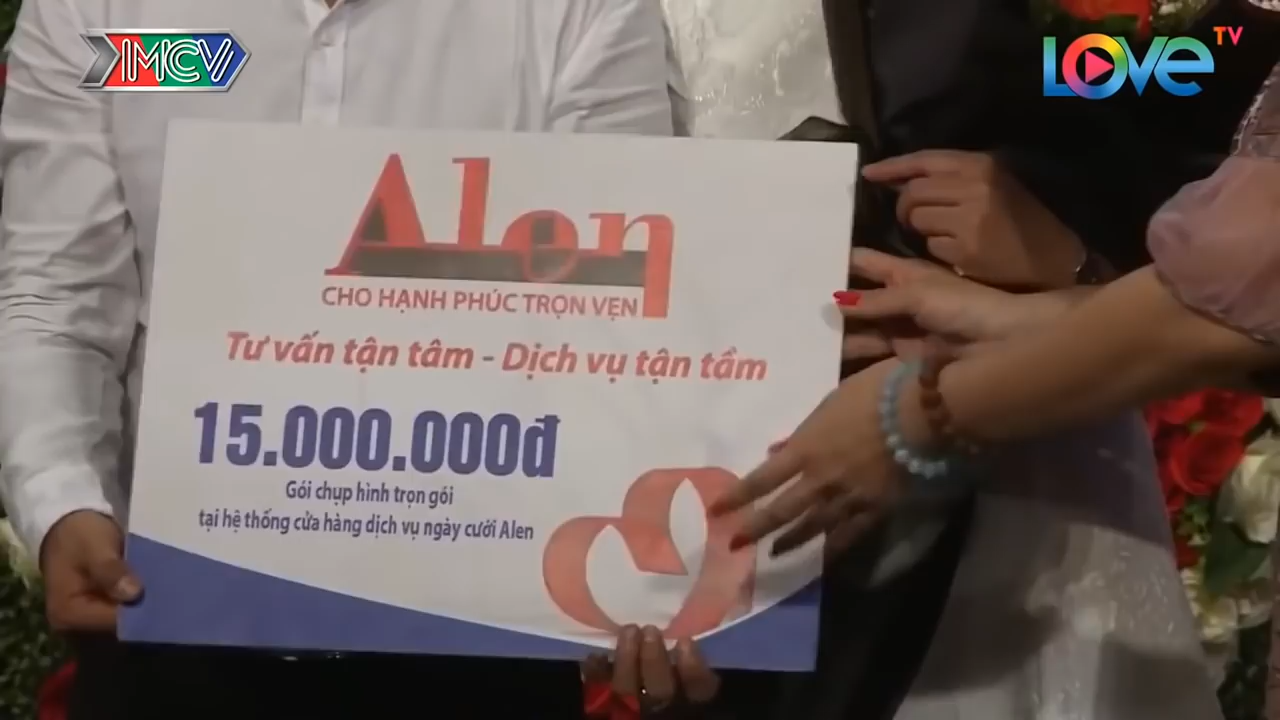 MCV
LOVE TV
Alen
CHO HẠNH PHÚC TRỌN VẸN
Tư vấn tận tâm - Dịch vụ tận tầm
15.000.000đ
Gói chụp hình trọn gói
tại hệ thống cửa hàng dịch vụ ngày cưới Alen